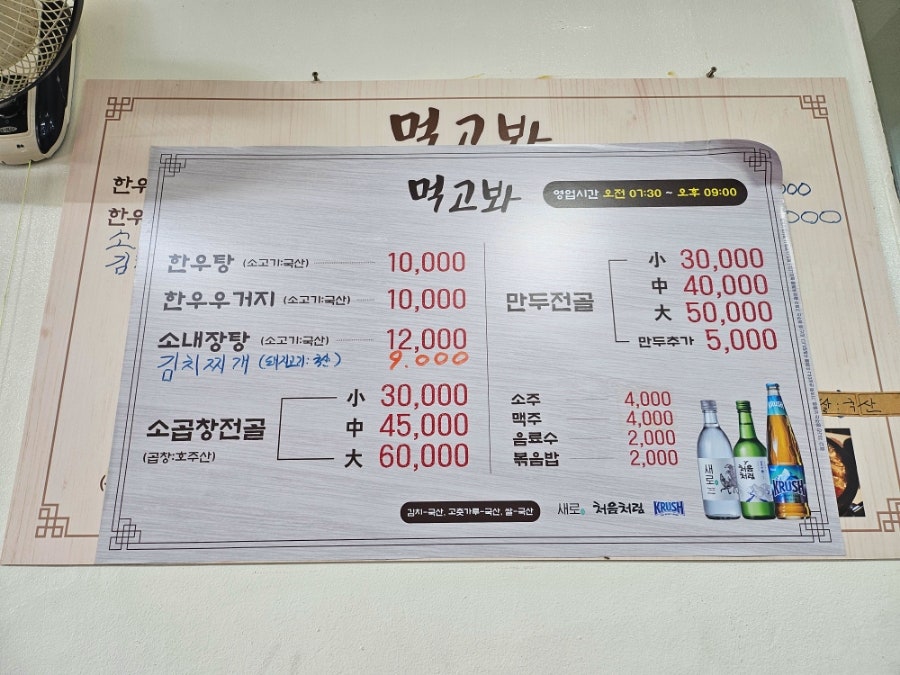 먹고봐
한우
000
한우
000
소
김
먹고봐
영업시간 오전 07:30 ~ 오후 09:00
한우탕 (소고기:국산) 10,000
한우우거지 (소고기:국산) 10,000
소내장탕 (소고기:국산) 12,000
김치찌개 (돼지고기: 국산) 9.000
소곱창전골 (곱창:호주산)
小 30,000
中 45,000
大 60,000
만두전골
小 30,000
中 40,000
大 50,000
만두추가 5,000
소주 4,000
맥주 4,000
음료수 2,000
볶음밥 2,000
김치-국산, 고춧가루-국산, 쌀-국산
새로 처음처럼 KRUSH
새로
처음처럼
KRUSH